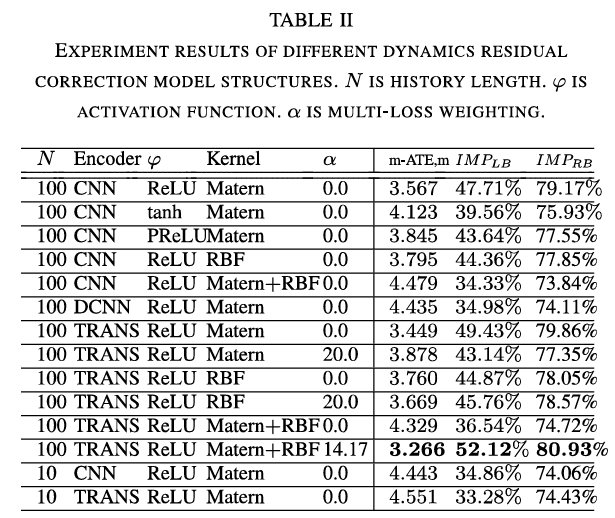 TABLE II
EXPERIMENT RESULTS OF DIFFERENT DYNAMICS RESIDUAL
CORRECTION MODEL STRUCTURES. N IS HISTORY LENGTH. φ IS
ACTIVATION FUNCTION. α IS MULTI-LOSS WEIGHTING.
N Encoder φ Kernel α m-ATE,m IMP_LB IMP_RB
100 CNN ReLU Matern 0.0 3.567 47.71% 79.17%
100 CNN tanh Matern 0.0 4.123 39.56% 75.93%
100 CNN PReLU Matern 0.0 3.845 43.64% 77.55%
100 CNN ReLU RBF 0.0 3.795 44.36% 77.85%
100 CNN ReLU Matern+RBF 0.0 4.479 34.33% 73.84%
100 DCNN ReLU Matern 0.0 4.435 34.98% 74.11%
100 TRANS ReLU Matern 0.0 3.449 49.43% 79.86%
100 TRANS ReLU Matern 20.0 3.878 43.14% 77.35%
100 TRANS ReLU RBF 0.0 3.760 44.87% 78.05%
100 TRANS ReLU RBF 20.0 3.669 45.76% 78.57%
100 TRANS ReLU Matern+RBF 0.0 4.329 36.54% 74.72%
100 TRANS ReLU Matern+RBF 14.17 3.266 52.12% 80.93%
10 CNN ReLU Matern 0.0 4.443 34.86% 74.06%
10 TRANS ReLU Matern 0.0 4.551 33.28% 74.43%